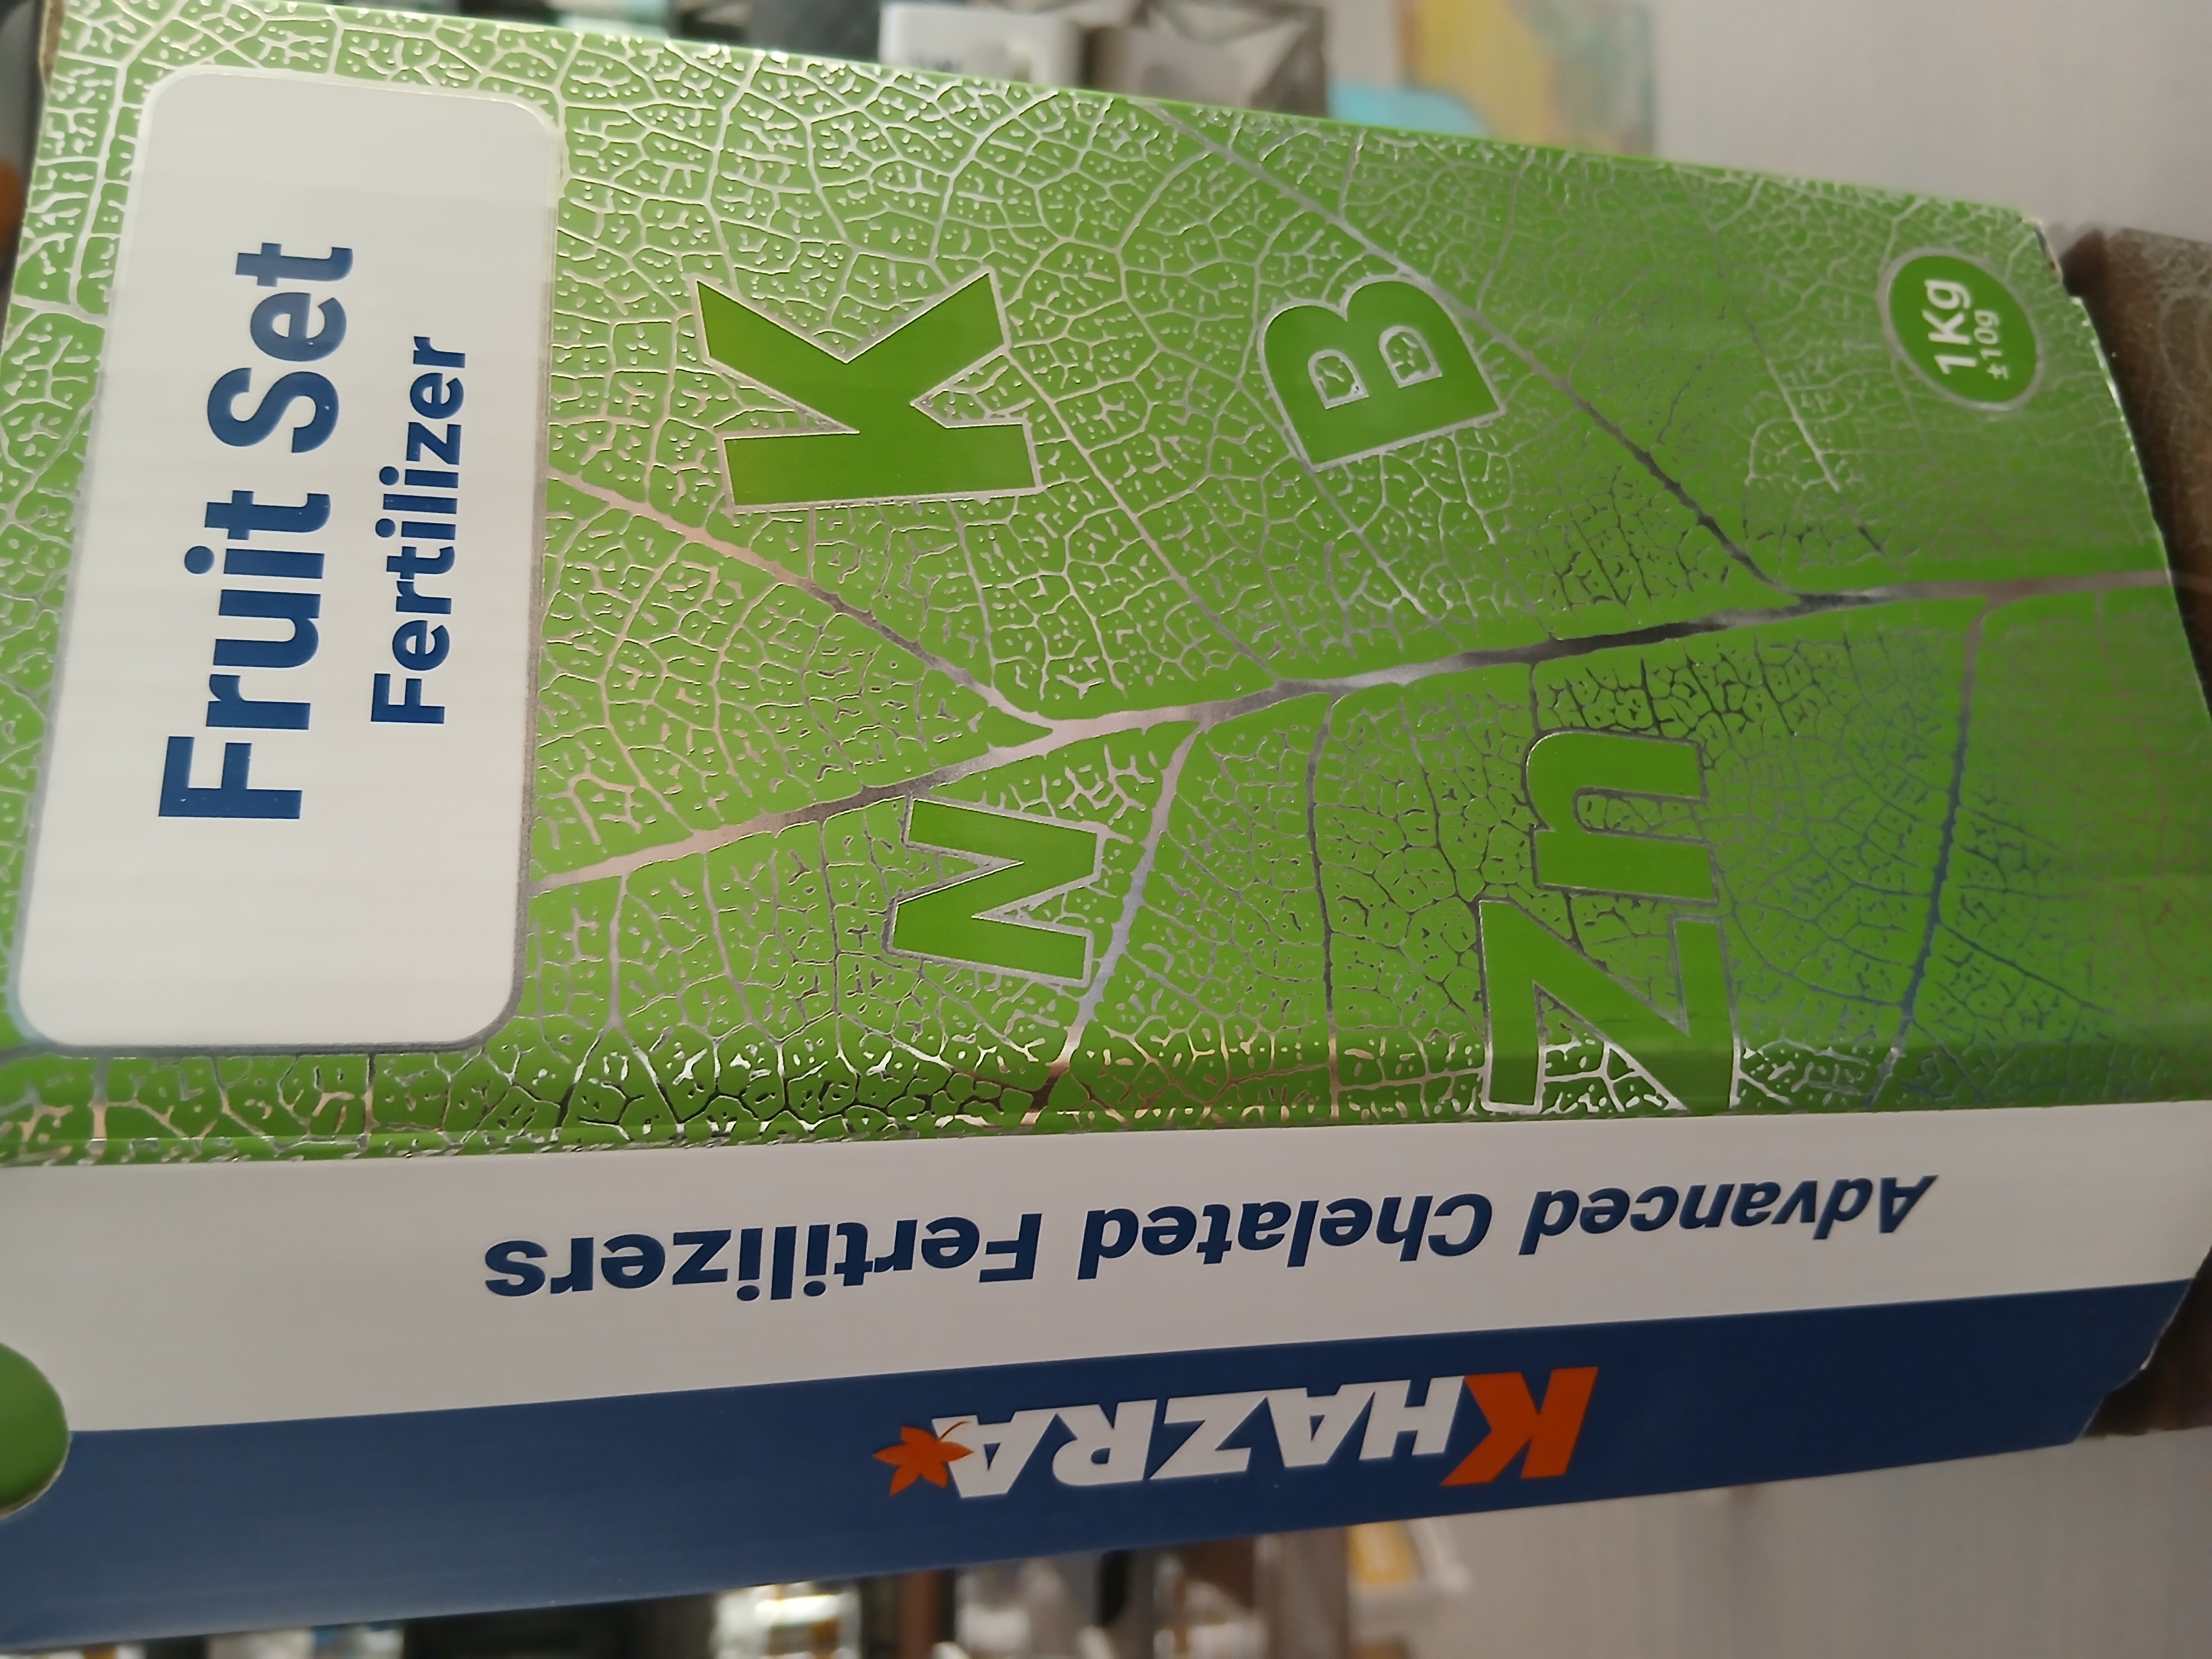 Fruit Set
Fertilizer
K
N
B
Zn
1Kg
±10g
Advanced Chelated Fertilizers
KHAZRA